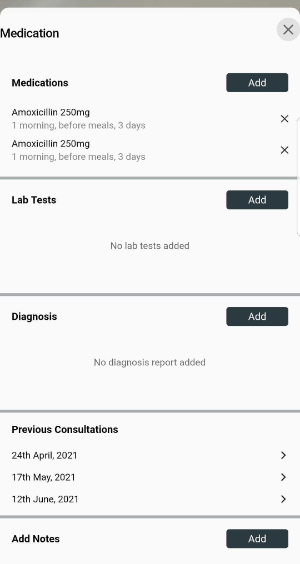 Medication
Medications
Add
Amoxicillin 250mg
1 morning, before meals, 3 days
Amoxicillin 250mg
1 morning, before meals, 3 days
Lab Tests
Add
No lab tests added
Diagnosis
Add
No diagnosis report added
Previous Consultations
24th April, 2021
17th May, 2021
12th June, 2021
Add Notes
Add